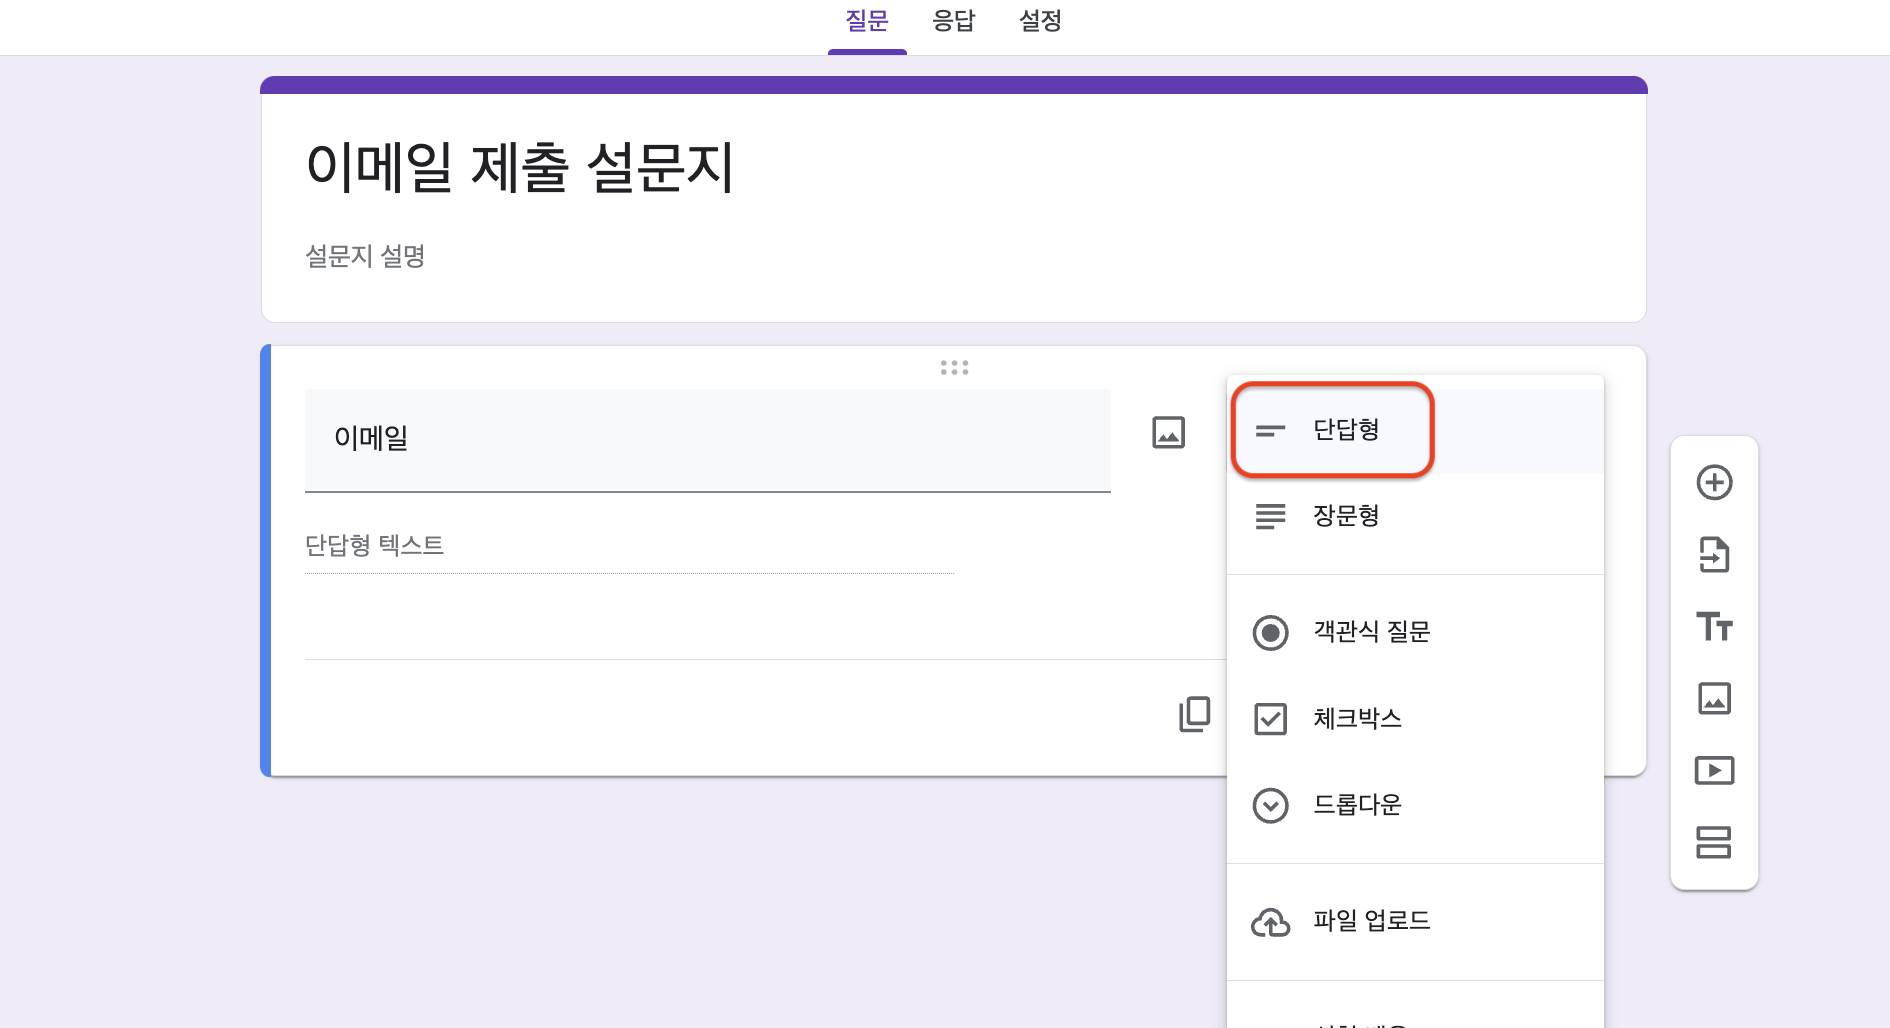 질문 응답 설정
이메일 제출 설문지
설문지 설명
이메일
단답형 텍스트
단답형
장문형
객관식 질문
체크박스
드롭다운
파일 업로드